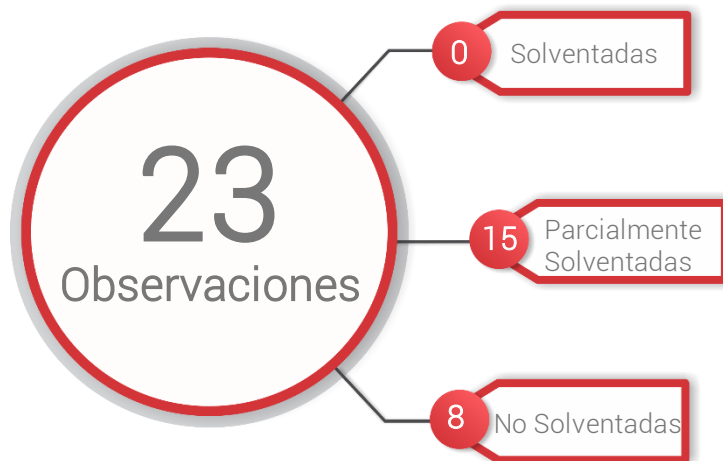 23
Observaciones
0
Solventadas
15
Parcialmente
Solventadas
8
No Solventadas